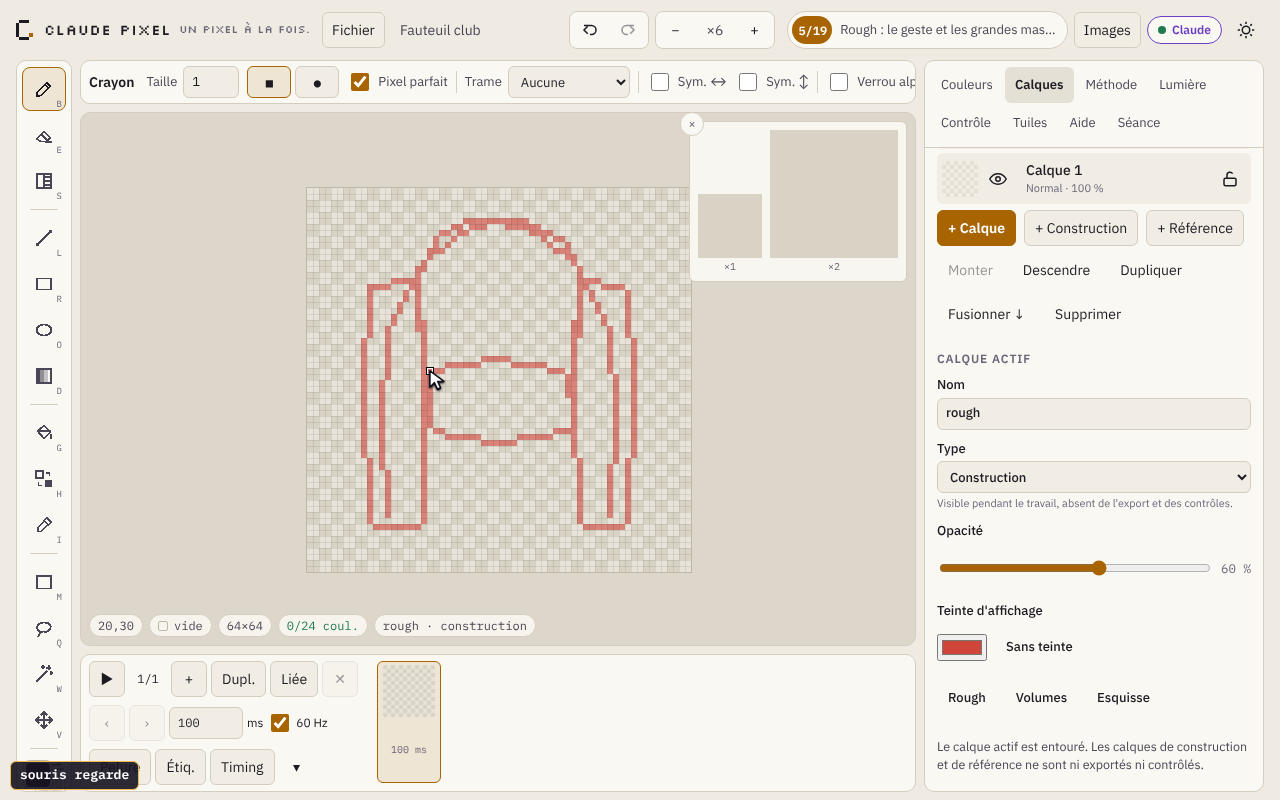 CLAUDE PIXEL UN PIXEL À LA FOIS. Fichier Fauteuil club − ×6 + 5/19 Rough : le geste et les grandes mas… Images Claude
Crayon Taille 1 Pixel parfait Trame Aucune Sym. ↔ Sym. ↕ Verrou alp
Couleurs Calques Méthode Lumière
Contrôle Tuiles Aide Séance
B
E
S
L
R
O
D
G
H
I
M
Q
W
V
×
×1 ×2
Calque 1
Normal · 100 %
+ Calque + Construction + Référence
Monter Descendre Dupliquer
Fusionner ↓ Supprimer
CALQUE ACTIF
Nom
rough
Type
Construction
Visible pendant le travail, absent de l'export et des contrôles.
Opacité
60 %
Teinte d'affichage
Sans teinte
Rough Volumes Esquisse
Le calque actif est entouré. Les calques de construction
et de référence ne sont ni exportés ni contrôlés.
20,30 vide 64×64 0/24 coul. rough · construction
1/1 + Dupl. Liée ×
‹ › 100 ms 60 Hz
100 ms
Étiq. Timing ▼
souris regarde